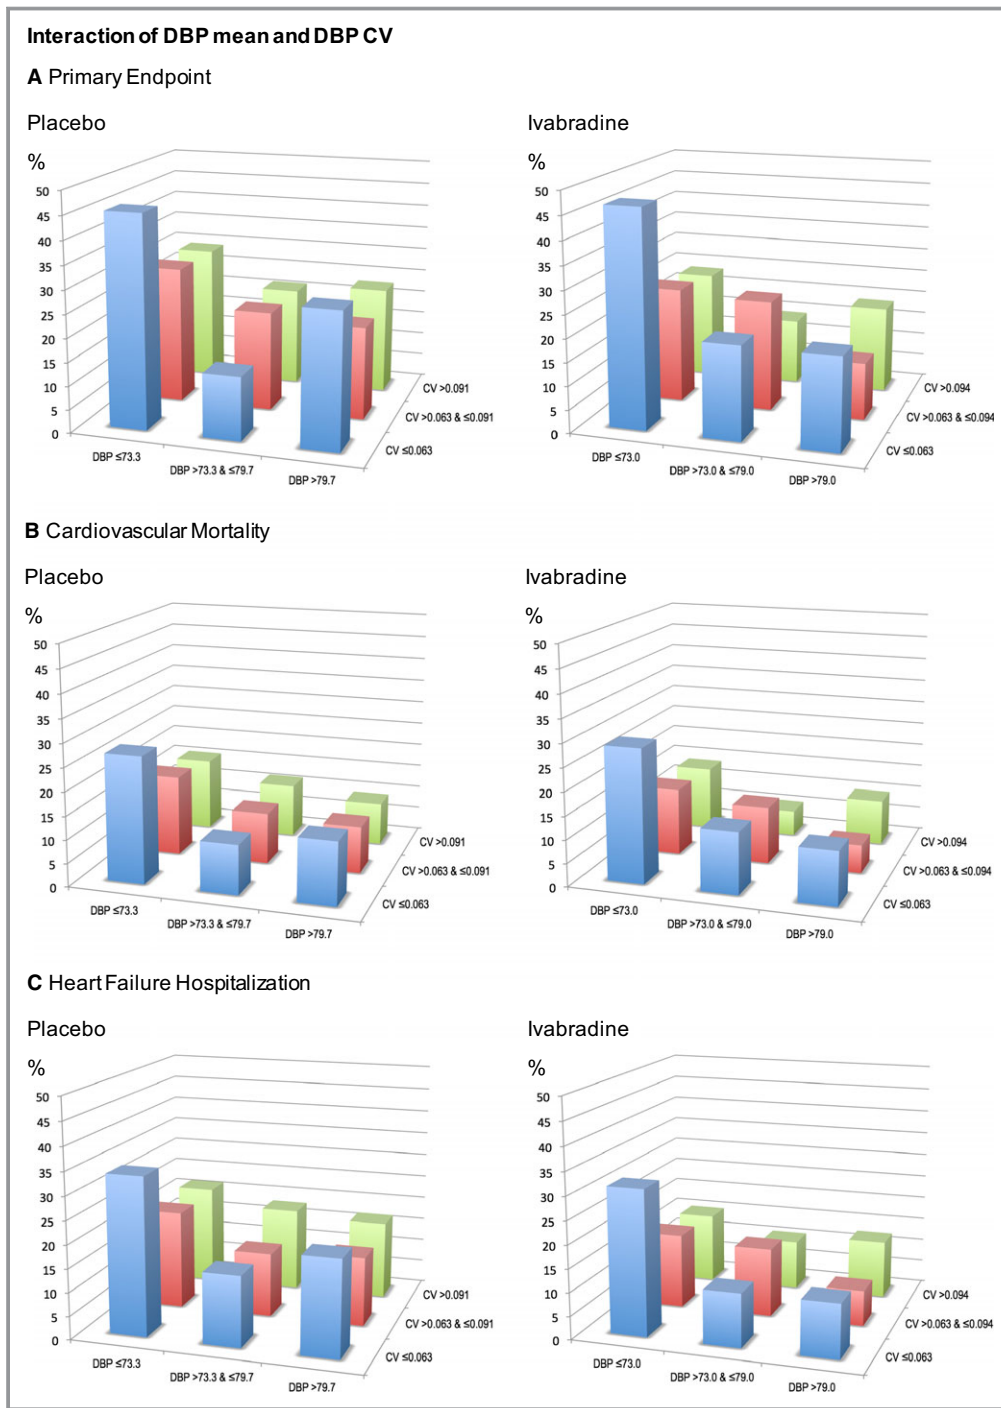 Interaction of DBP mean and DBP CV
A Primary Endpoint
Placebo
Ivabradine
%
50
45
40
35
30
25
20
15
10
5
0
DBP ≤73.3
DBP >73.3 & ≤79.7
DBP >79.7
CV >0.091
CV >0.063 & ≤0.091
CV ≤0.063
%
50
45
40
35
30
25
20
15
10
5
0
DBP ≤73.0
DBP >73.0 & ≤79.0
DBP >79.0
CV >0.094
CV >0.063 & ≤0.094
CV ≤0.063
B Cardiovascular Mortality
Placebo
Ivabradine
%
50
45
40
35
30
25
20
15
10
5
0
DBP ≤73.3
DBP >73.3 & ≤79.7
DBP >79.7
CV >0.091
CV >0.063 & ≤0.091
CV ≤0.063
%
50
45
40
35
30
25
20
15
10
5
0
DBP ≤73.0
DBP >73.0 & ≤79.0
DBP >79.0
CV >0.094
CV >0.063 & ≤0.094
CV ≤0.063
C Heart Failure Hospitalization
Placebo
Ivabradine
%
50
45
40
35
30
25
20
15
10
5
0
DBP ≤73.3
DBP >73.3 & ≤79.7
DBP >79.7
CV >0.091
CV >0.063 & ≤0.091
CV ≤0.063
%
50
45
40
35
30
25
20
15
10
5
0
DBP ≤73.0
DBP >73.0 & ≤79.0
DBP >79.0
CV >0.094
CV >0.063 & ≤0.094
CV ≤0.063